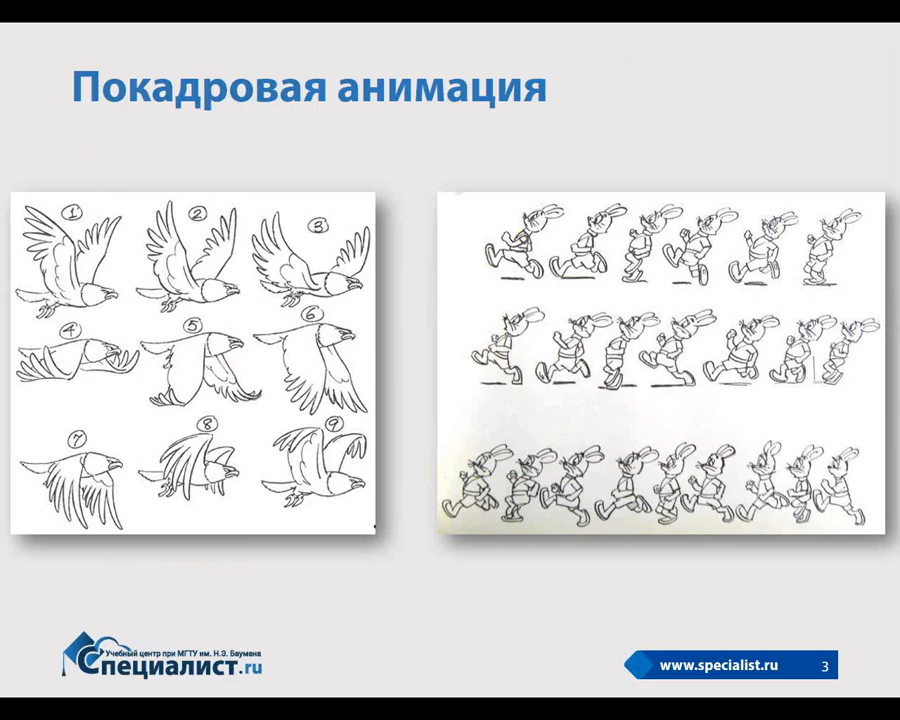 Покадровая анимация
1
2
3
4
5
6
7
8
9
Учебный центр при МГТУ им. Н.Э. Баумана
Специалист.ru
www.specialist.ru
3